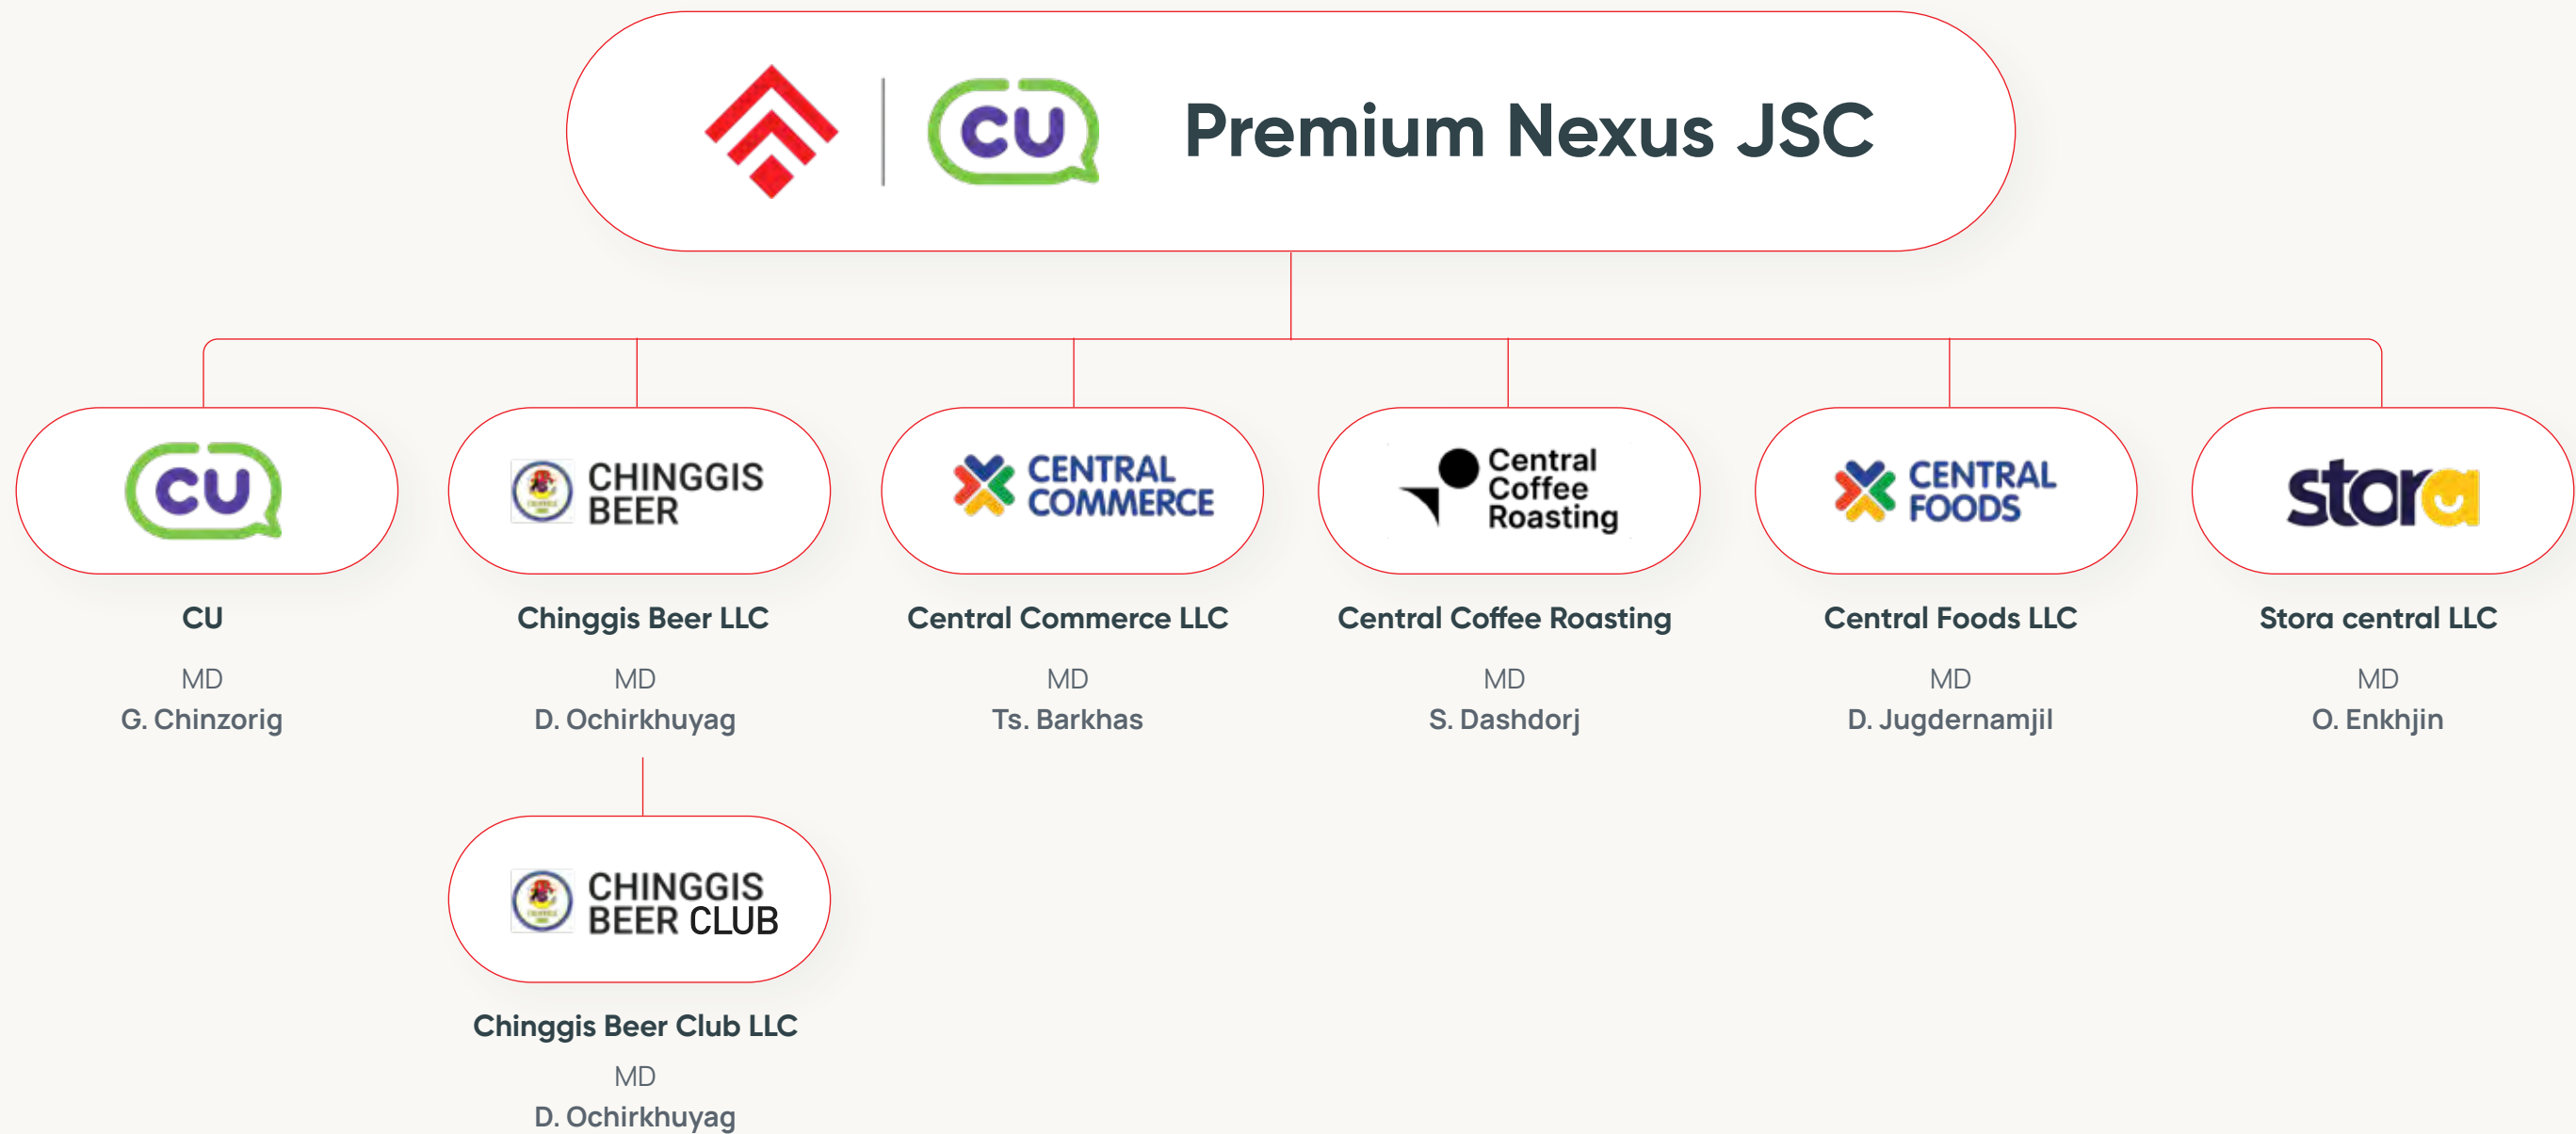 CU
Premium Nexus JSC
CU
CHINGGIS
BEER
CENTRAL
COMMERCE
Central
Coffee
Roasting
CENTRAL
FOODS
stora
CU
Chinggis Beer LLC
Central Commerce LLC
Central Coffee Roasting
Central Foods LLC
Stora central LLC
MD
G. Chinzorig
MD
D. Ochirkhuyag
MD
Ts. Barkhas
MD
S. Dashdorj
MD
D. Jugdernamjil
MD
O. Enkhjin
CHINGGIS
BEER CLUB
Chinggis Beer Club LLC
MD
D. Ochirkhuyag